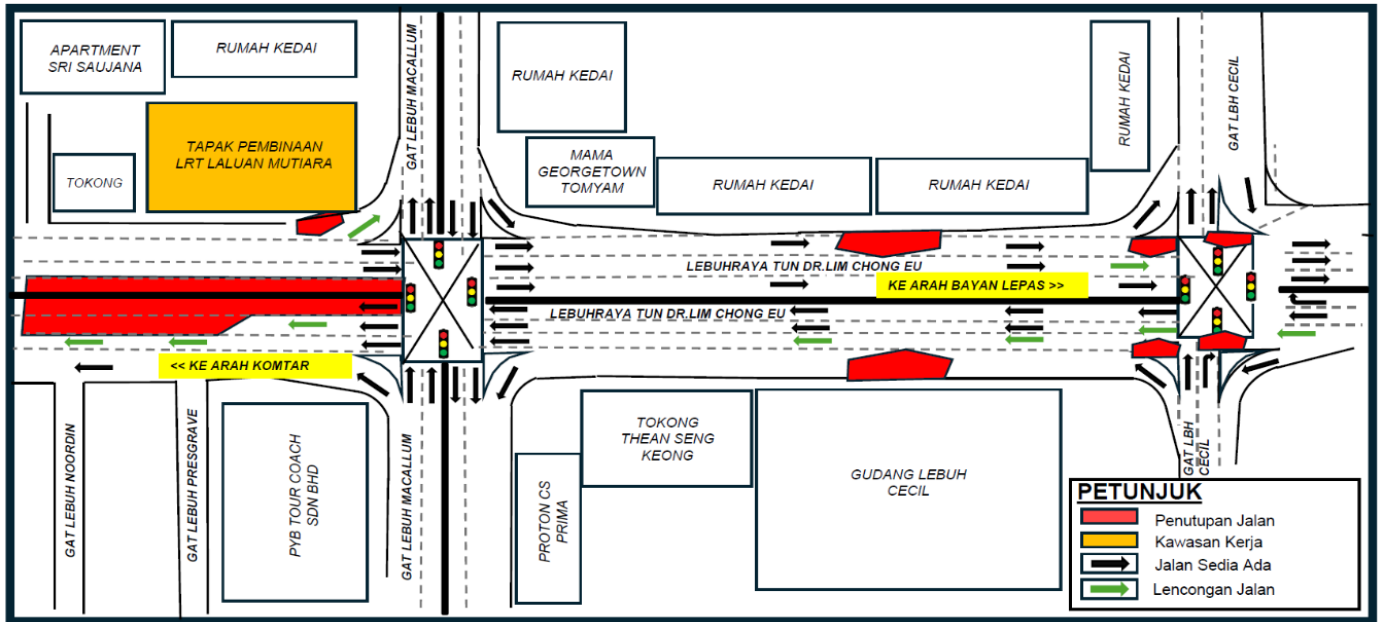 APARTMENT
SRI SAUJANA
RUMAH KEDAI
GAT LEBUH MACALLUM
RUMAH KEDAI
RUMAH KEDAI
GAT LBH CECIL
TAPAK PEMBINAAN
LRT LALUAN MUTIARA
TOKONG
MAMA
GEORGETOWN
TOMYAM
RUMAH KEDAI
RUMAH KEDAI
LEBUHRAYA TUN DR.LIM CHONG EU
KE ARAH BAYAN LEPAS >>
LEBUHRAYA TUN DR.LIM CHONG EU
<< KE ARAH KOMTAR
GAT LEBUH NOORDIN
GAT LEBUH PRESGRAVE
PYB TOUR COACH
SDN BHD
GAT LEBUH MACALLUM
PROTON CS
PRIMA
TOKONG
THEAN SENG
KEONG
GUDANG LEBUH
CECIL
GAT LBH
CECIL
PETUNJUK
Penutupan Jalan
Kawasan Kerja
Jalan Sedia Ada
Lencongan Jalan